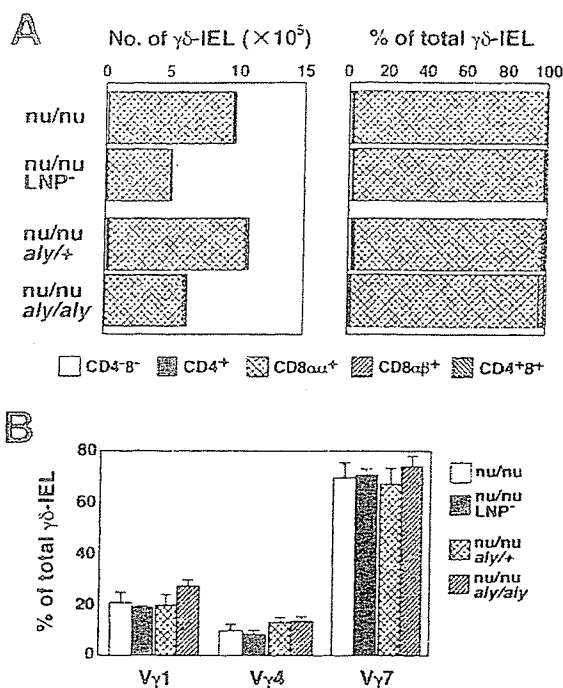 A
No. of γδ-IEL (×10⁵)
% of total γδ-IEL
0 5 10 15
0 20 40 60 80 100
nu/nu
nu/nu
LNP⁻
nu/nu
aly/+
nu/nu
aly/aly
CD4⁻8⁻ CD4⁺ CD8αα⁺ CD8αβ⁺ CD4⁺8⁺
B
% of total γδ-IEL
80
60
40
20
0
Vγ1 Vγ4 Vγ7
nu/nu
nu/nu
LNP⁻
nu/nu
aly/+
nu/nu
aly/aly